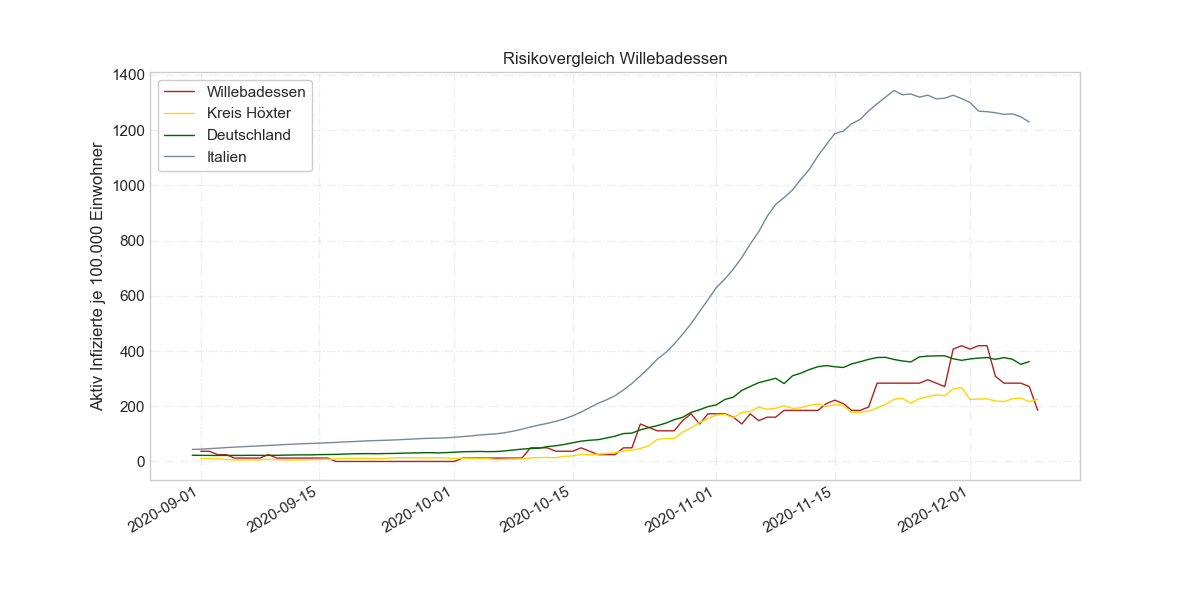 Risikovergleich Willebadessen
Aktiv Infizierte je 100.000 Einwohner
1400
1200
1000
800
600
400
200
0
Willebadessen
Kreis Höxter
Deutschland
Italien
2020-09-01
2020-09-15
2020-10-01
2020-10-15
2020-11-01
2020-11-15
2020-12-01